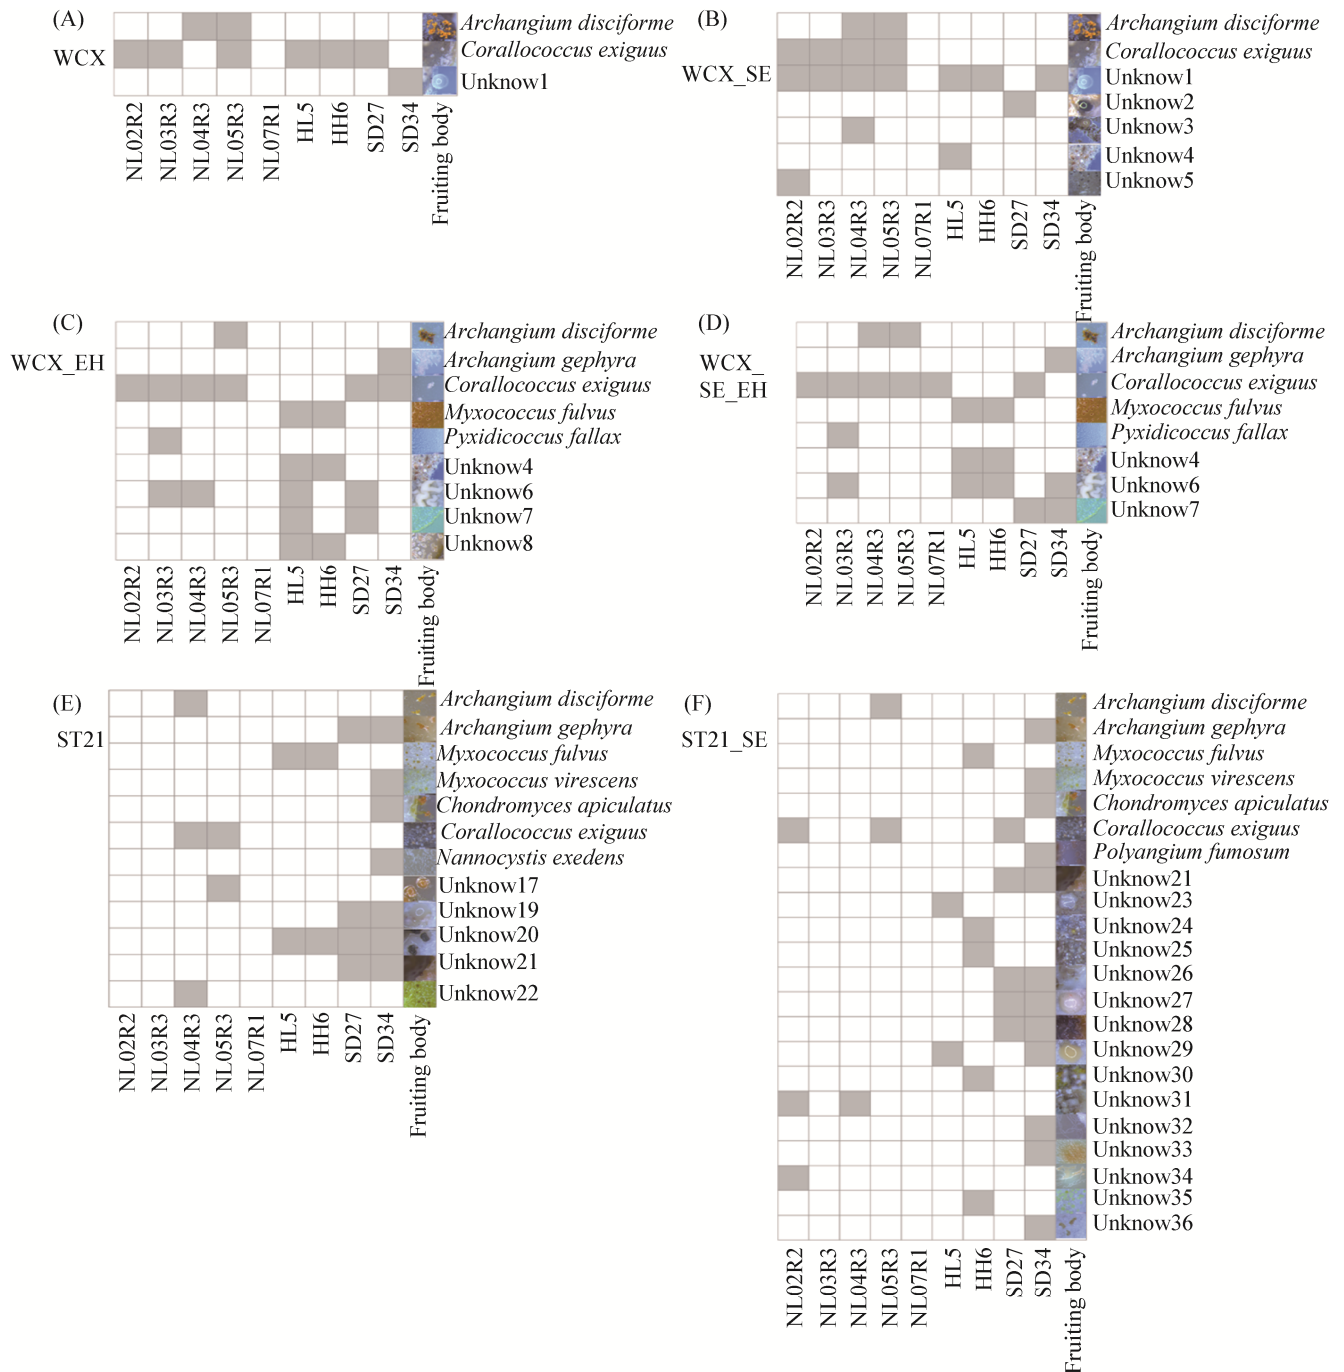 (A)
WCX
Archangium disciforme
Corallococcus exiguus
Unknow1
NL02R2
NL03R3
NL04R3
NL05R3
NL07R1
HL5
HH6
SD27
SD34
Fruiting body
(B)
WCX_SE
Archangium disciforme
Corallococcus exiguus
Unknow1
Unknow2
Unknow3
Unknow4
Unknow5
NL02R2
NL03R3
NL04R3
NL05R3
NL07R1
HL5
HH6
SD27
SD34
Fruiting body
(C)
WCX_EH
Archangium disciforme
Archangium gephyra
Corallococcus exiguus
Myxococcus fulvus
Pyxidicoccus fallax
Unknow4
Unknow6
Unknow7
Unknow8
NL02R2
NL03R3
NL04R3
NL05R3
NL07R1
HL5
HH6
SD27
SD34
Fruiting body
(D)
WCX_
SE_EH
Archangium disciforme
Archangium gephyra
Corallococcus exiguus
Myxococcus fulvus
Pyxidicoccus fallax
Unknow4
Unknow6
Unknow7
NL02R2
NL03R3
NL04R3
NL05R3
NL07R1
HL5
HH6
SD27
SD34
Fruiting body
(E)
ST21
Archangium disciforme
Archangium gephyra
Myxococcus fulvus
Myxococcus virescens
Chondromyces apiculatus
Corallococcus exiguus
Nannocystis exedens
Unknow17
Unknow19
Unknow20
Unknow21
Unknow22
NL02R2
NL03R3
NL04R3
NL05R3
NL07R1
HL5
HH6
SD27
SD34
Fruiting body
(F)
ST21_SE
Archangium disciforme
Archangium gephyra
Myxococcus fulvus
Myxococcus virescens
Chondromyces apiculatus
Corallococcus exiguus
Polyangium fumosum
Unknow21
Unknow23
Unknow24
Unknow25
Unknow26
Unknow27
Unknow28
Unknow29
Unknow30
Unknow31
Unknow32
Unknow33
Unknow34
Unknow35
Unknow36
NL02R2
NL03R3
NL04R3
NL05R3
NL07R1
HL5
HH6
SD27
SD34
Fruiting body